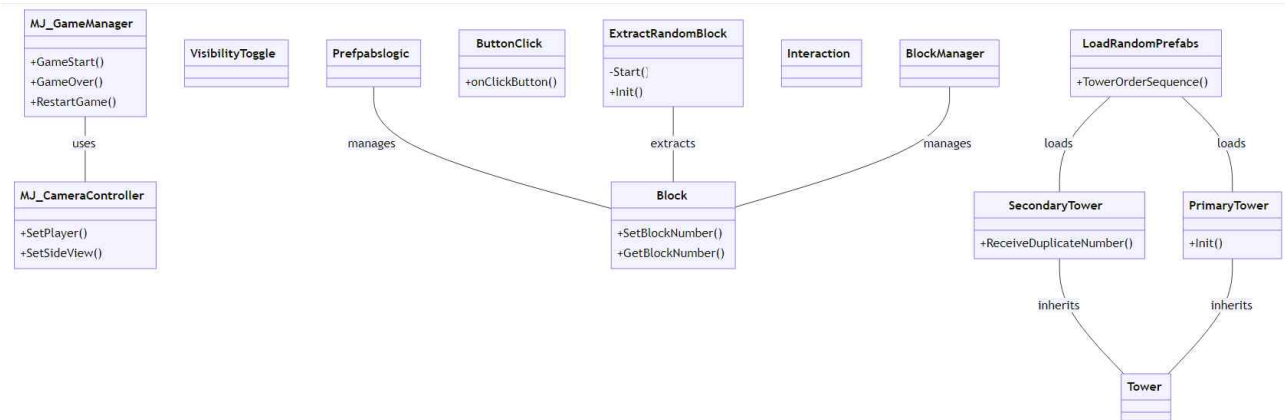 MJ_GameManager
+GameStart()
+GameOver()
+RestartGame()
VisibilityToggle
Prefpabslogic
ButtonClick
+onClickButton()
ExtractRandomBlock
-Start()
+Init()
Interaction
BlockManager
LoadRandomPrefabs
+TowerOrderSequence()
uses
manages
extracts
manages
loads
loads
MJ_CameraController
+SetPlayer()
+SetSideView()
Block
+SetBlockNumber()
+GetBlockNumber()
SecondaryTower
+ReceiveDuplicateNumber()
PrimaryTower
+Init()
inherits
inherits
Tower